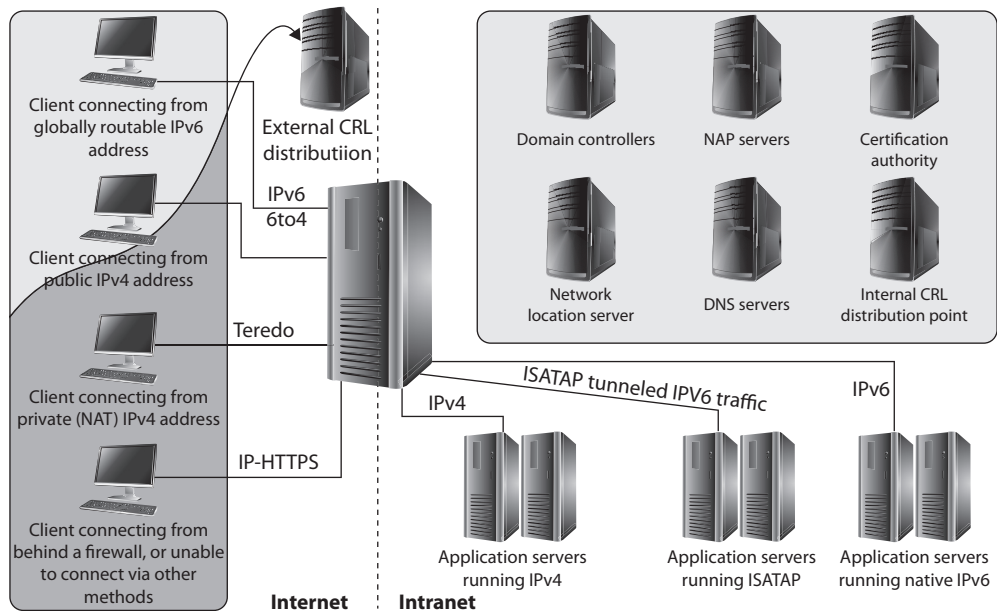 Client connecting from
globally routable IPv6
address
Client connecting from
public IPv4 address
Client connecting from
private (NAT) IPv4 address
Client connecting from
behind a firewall, or unable
to connect via other
methods
External CRL
distributiion
IPv6
6to4
Teredo
IP-HTTPS
Internet
Intranet
Domain controllers
NAP servers
Certification
authority
Network
location server
DNS servers
Internal CRL
distribution point
IPv4
ISATAP tunneled IPV6 traffic
IPv6
Application servers
running IPv4
Application servers
running ISATAP
Application servers
running native IPv6